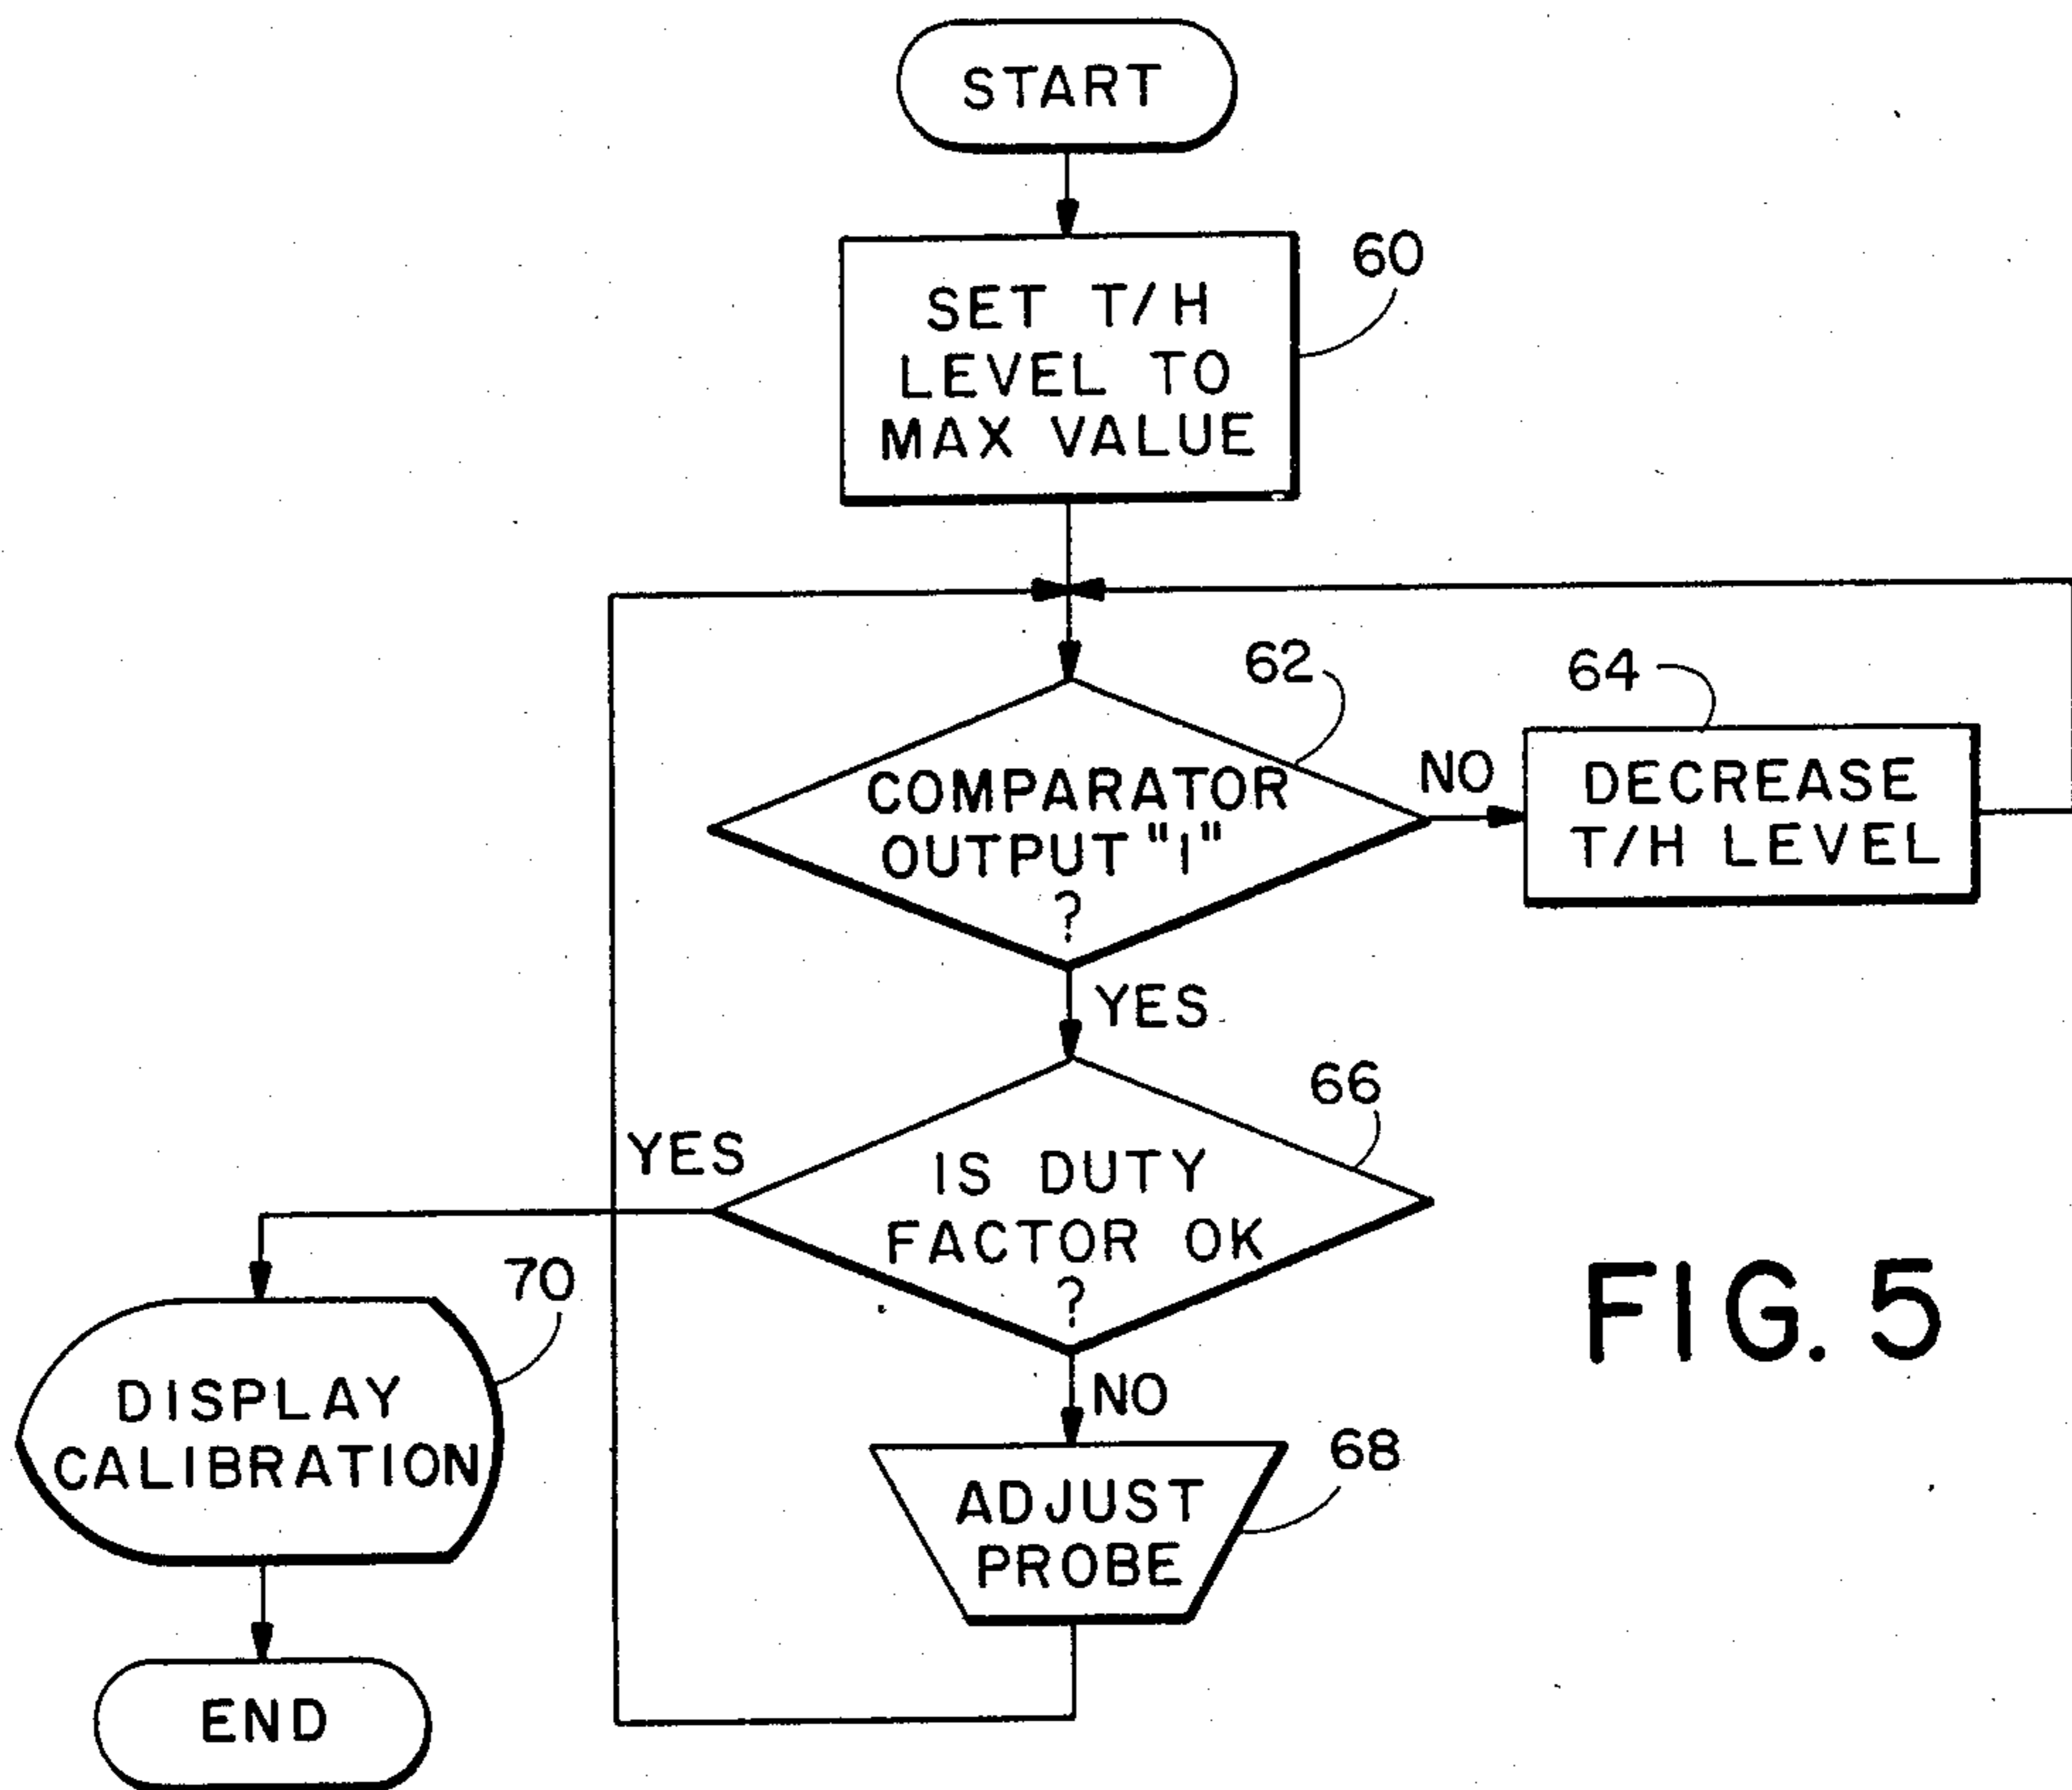 START
60
SET T/H
LEVEL TO
MAX VALUE
62
64
COMPARATOR
OUTPUT "1"
?
NO
DECREASE
T/H LEVEL
YES
66
YES
IS DUTY
FACTOR OK
?
70
FIG. 5
NO
DISPLAY
CALIBRATION
68
ADJUST
PROBE
END